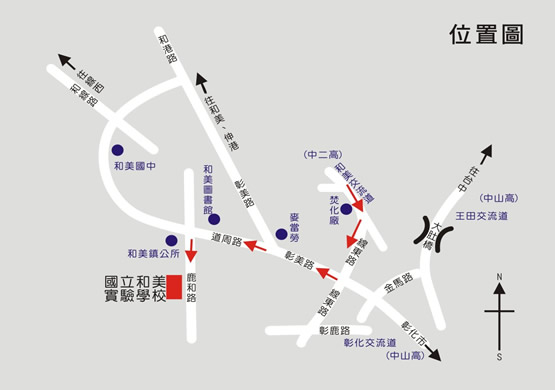 位置圖
和港路
往線西
和線路
往和美，伸港
和美國中
和美圖書館
彰美路
(中二高)
和美交流道
焚化廠
往台中
(中山高)
王田交流道
大肚橋
麥當勞
和美鎮公所
道周路
彰美路
線東路
國立和美
實驗學校
鹿和路
線東路
金馬路
彰鹿路
彰化市
彰化交流道
(中山高)
N
S